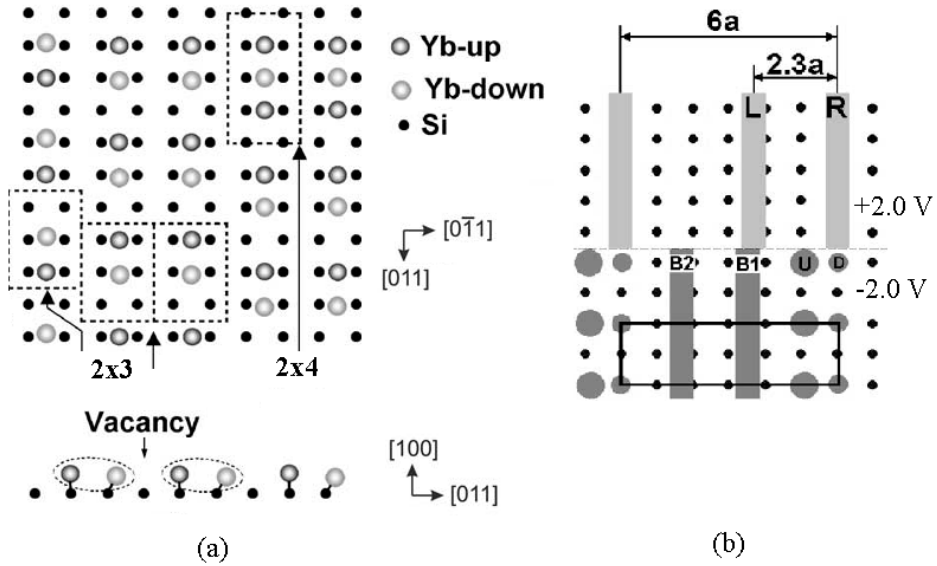 Yb-up
Yb-down
Si
[01̄1]
[011]
2x3
2x4
Vacancy
[100]
[011]
(a)
6a
2.3a
L
R
+2.0 V
B2
B1
U
D
-2.0 V
(b)